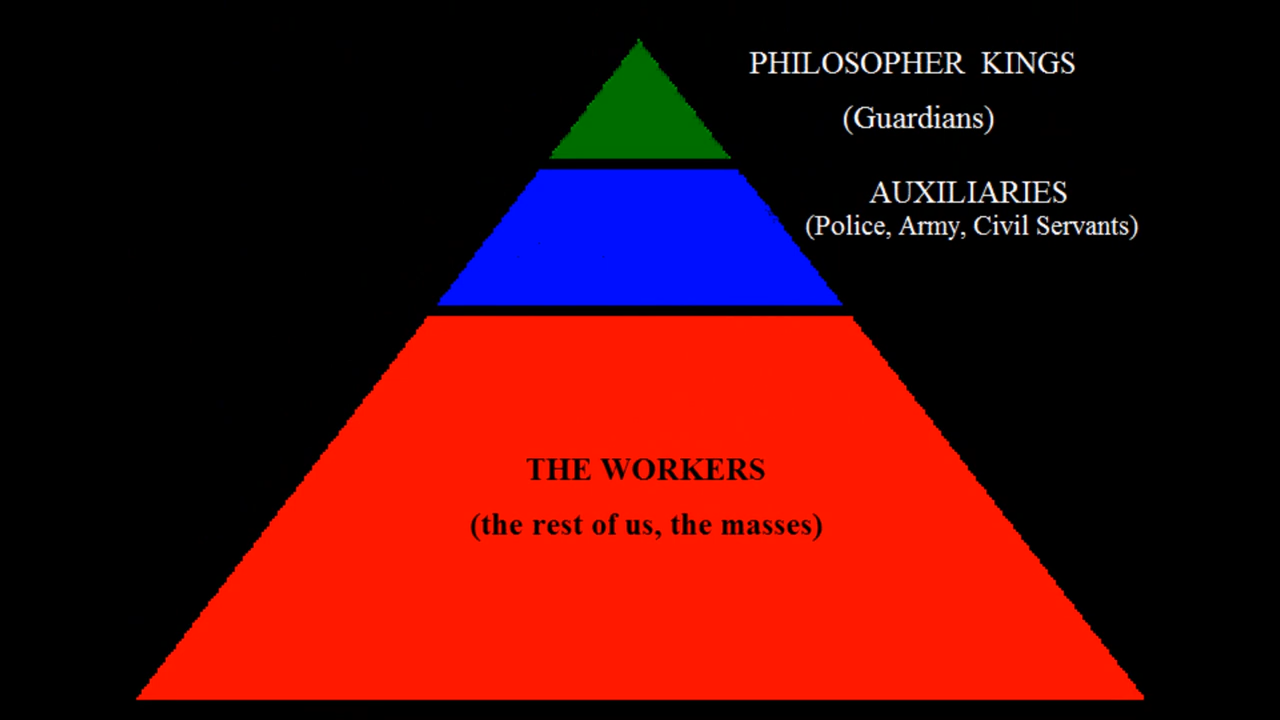 PHILOSOPHER KINGS
(Guardians)
AUXILIARIES
(Police, Army, Civil Servants)
THE WORKERS
(the rest of us, the masses)